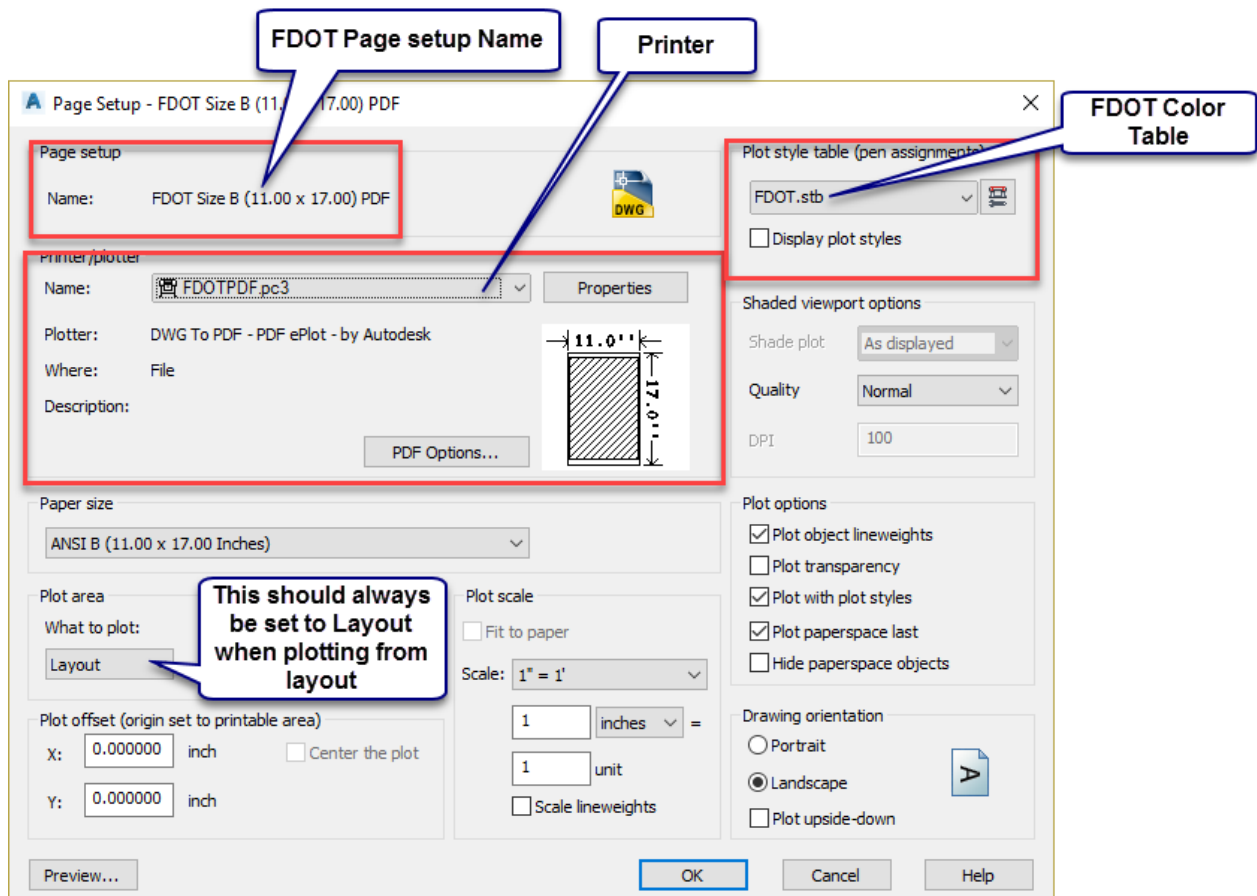 FDOT Page setup Name
Printer
FDOT Color
Table
Page Setup - FDOT Size B (11. 17.00) PDF
Page setup
Name: FDOT Size B (11.00 x 17.00) PDF
DWG
Plot style table (pen assignments)
FDOT.stb
Display plot styles
Printer/plotter
Name: FDOTPDF.pc3 Properties
Plotter: DWG To PDF - PDF ePlot - by Autodesk
Where: File
Description:
PDF Options...
11.0''
17.0''
Shaded viewport options
Shade plot As displayed
Quality Normal
DPI 100
Paper size
ANSI B (11.00 x 17.00 Inches)
Plot options
Plot object lineweights
Plot transparency
Plot with plot styles
Plot paperspace last
Hide paperspace objects
Plot area
What to plot:
Layout
This should always
be set to Layout
when plotting from
layout
Plot scale
Fit to paper
Scale: 1" = 1'
1 inches =
1 unit
Scale lineweights
Plot offset (origin set to printable area)
X: 0.000000 inch Center the plot
Y: 0.000000 inch
Drawing orientation
Portrait
Landscape
Plot upside-down
A
Preview... OK Cancel Help